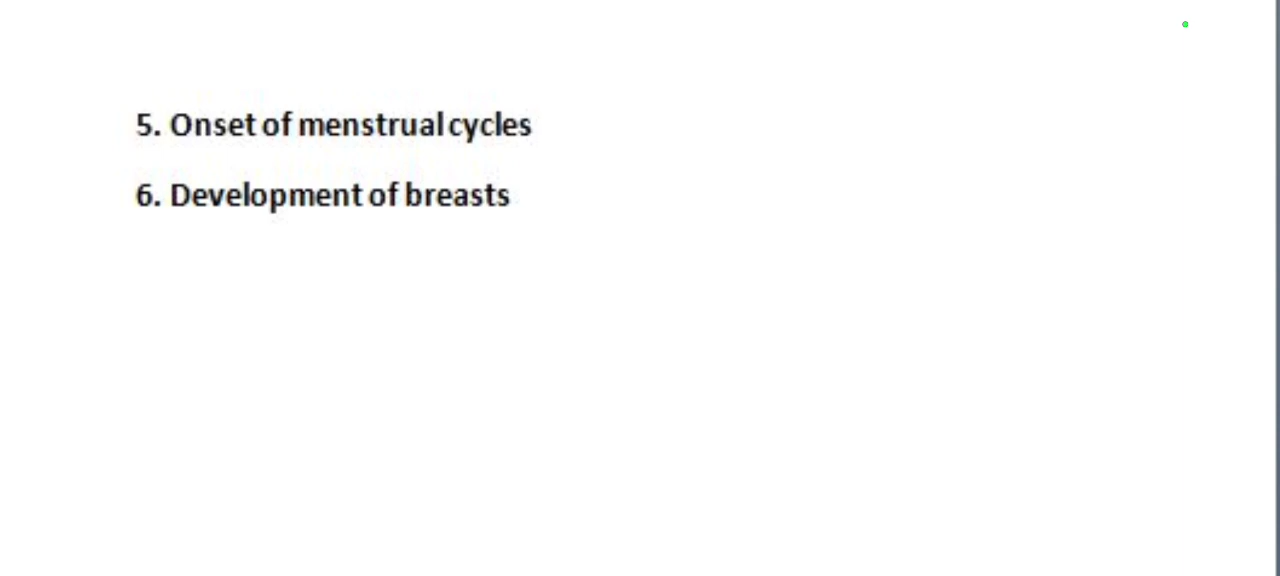 5. Onset of menstrual cycles
6. Development of breasts